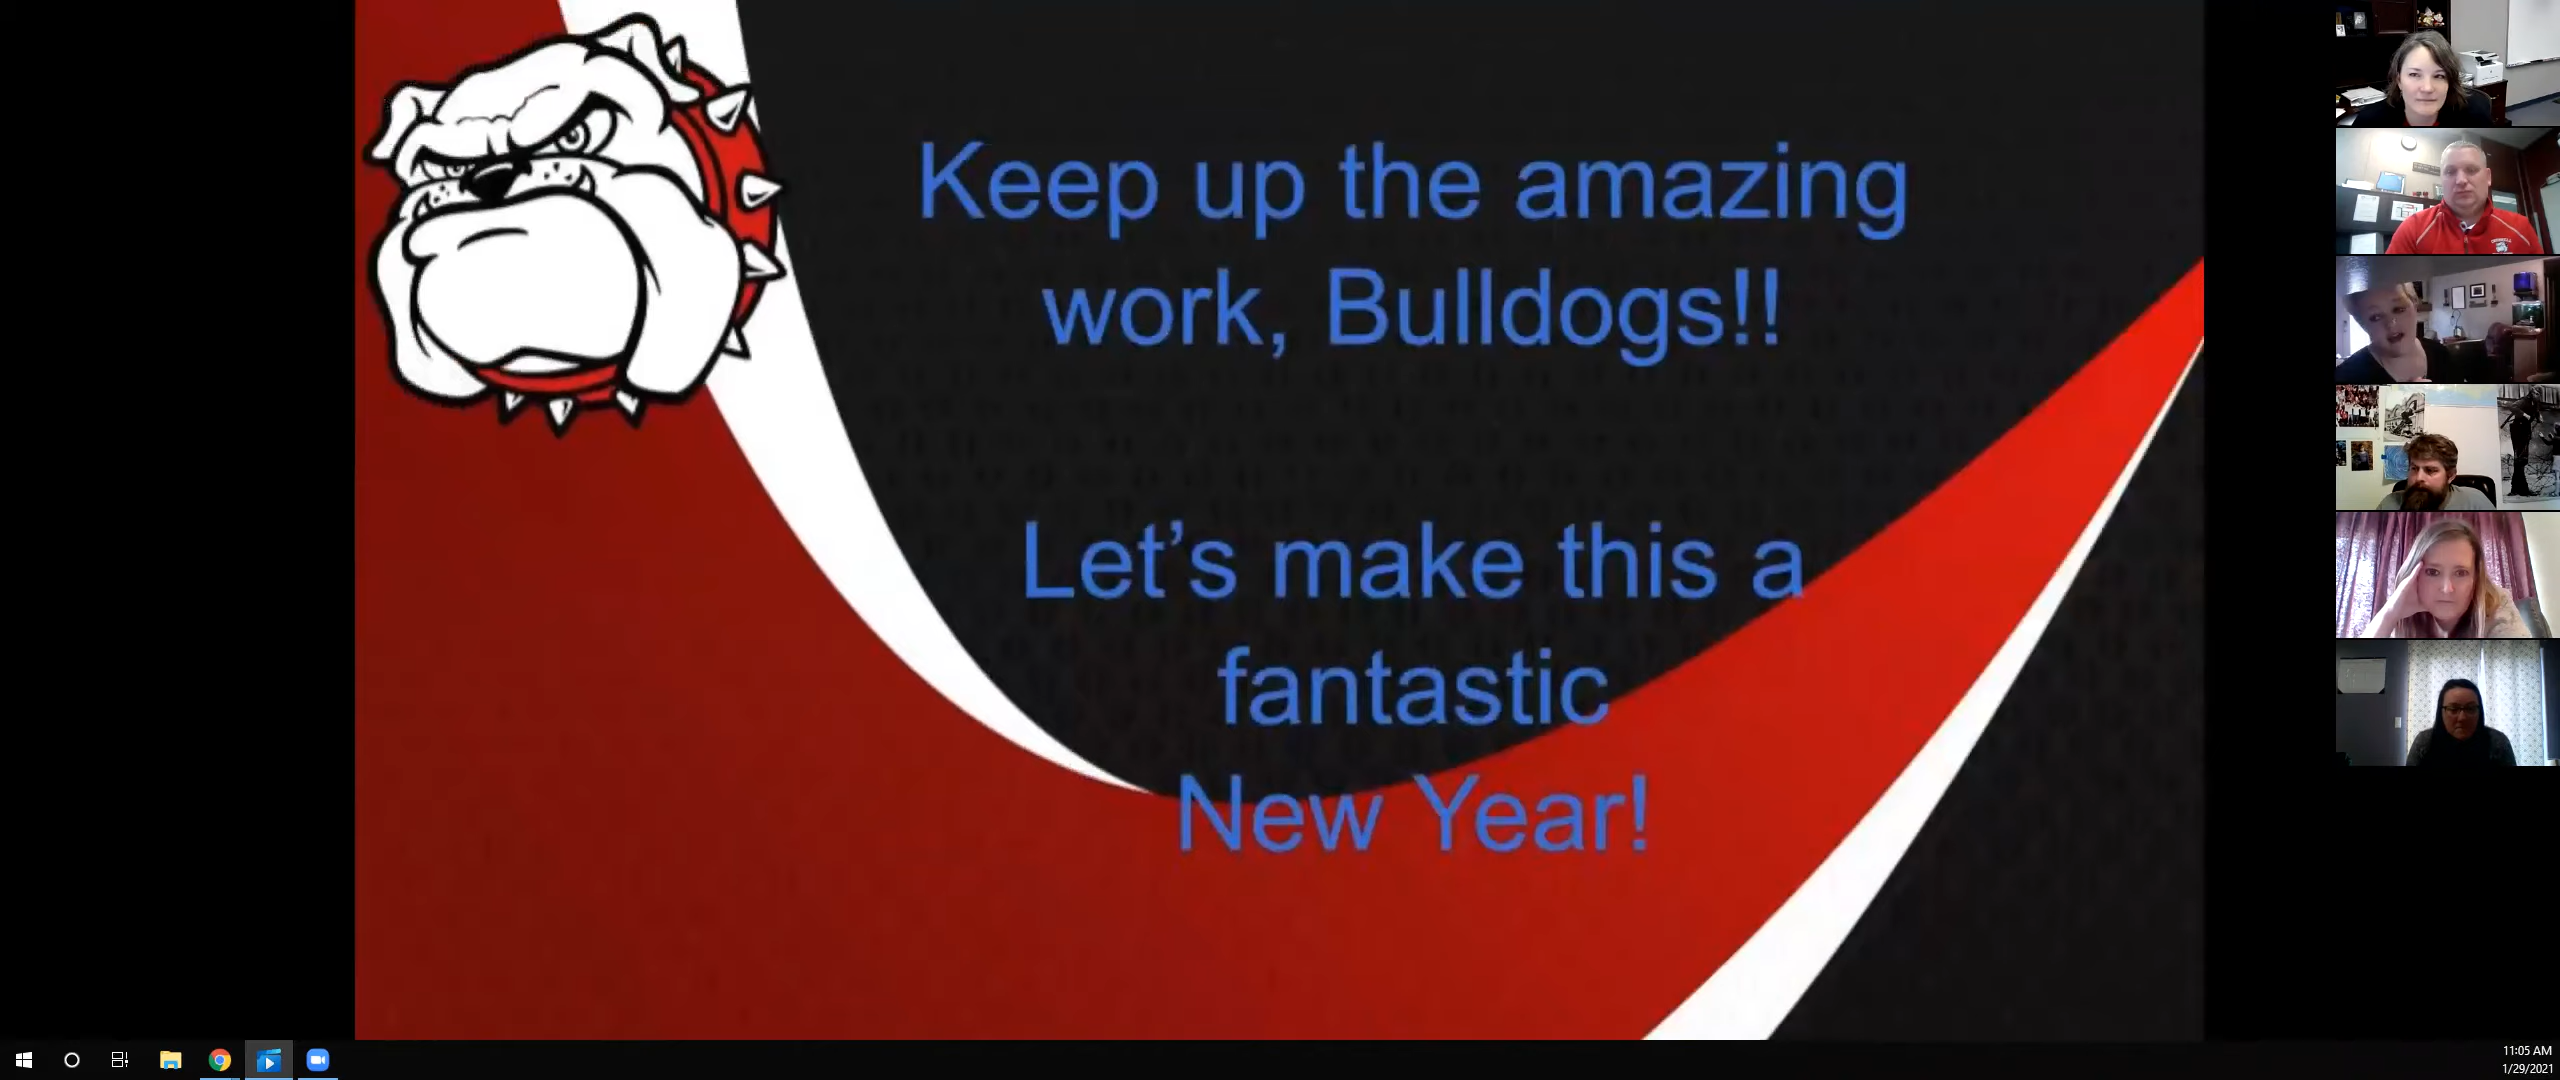 Keep up the amazing
work, Bulldogs!!
Let's make this a
fantastic
New Year!
11:05 AM
1/29/2021